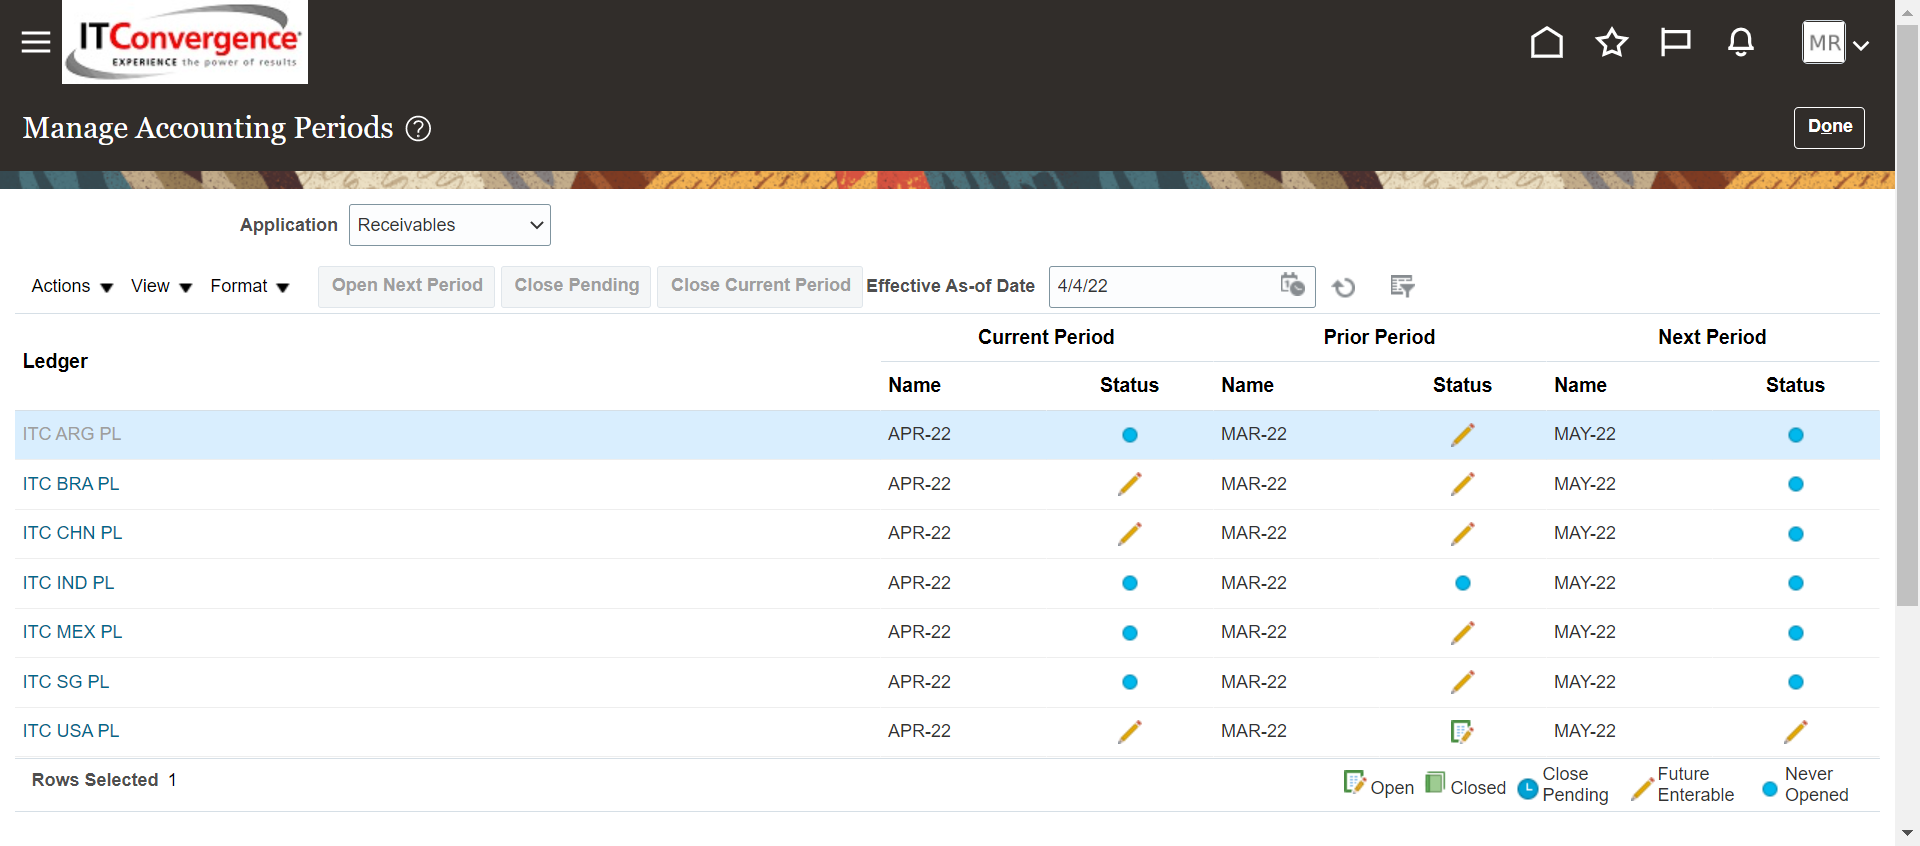 ITConvergence
EXPERIENCE the power of results
MR
Manage Accounting Periods ?
Done
Application Receivables
Actions View Format Open Next Period Close Pending Close Current Period Effective As-of Date 4/4/22
Ledger Current Period Prior Period Next Period
Name Status Name Status Name Status
ITC ARG PL APR-22 MAR-22 MAY-22
ITC BRA PL APR-22 MAR-22 MAY-22
ITC CHN PL APR-22 MAR-22 MAY-22
ITC IND PL APR-22 MAR-22 MAY-22
ITC MEX PL APR-22 MAR-22 MAY-22
ITC SG PL APR-22 MAR-22 MAY-22
ITC USA PL APR-22 MAR-22 MAY-22
Rows Selected 1
Open Closed Close Pending Future Enterable Never Opened